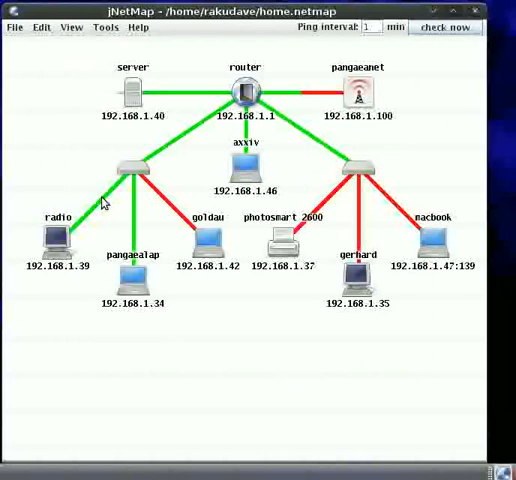 jNetMap - /home/rakudave/home.netmap
File Edit View Tools Help Ping interval: 1 min check now
server router pangaeanet
192.168.1.40 192.168.1.1 192.168.1.100
axxiv
192.168.1.46
radio goldau photosmart 2600 macbook
pangaealap gerhard
192.168.1.39 192.168.1.42 192.168.1.37 192.168.1.47:139
192.168.1.34 192.168.1.35